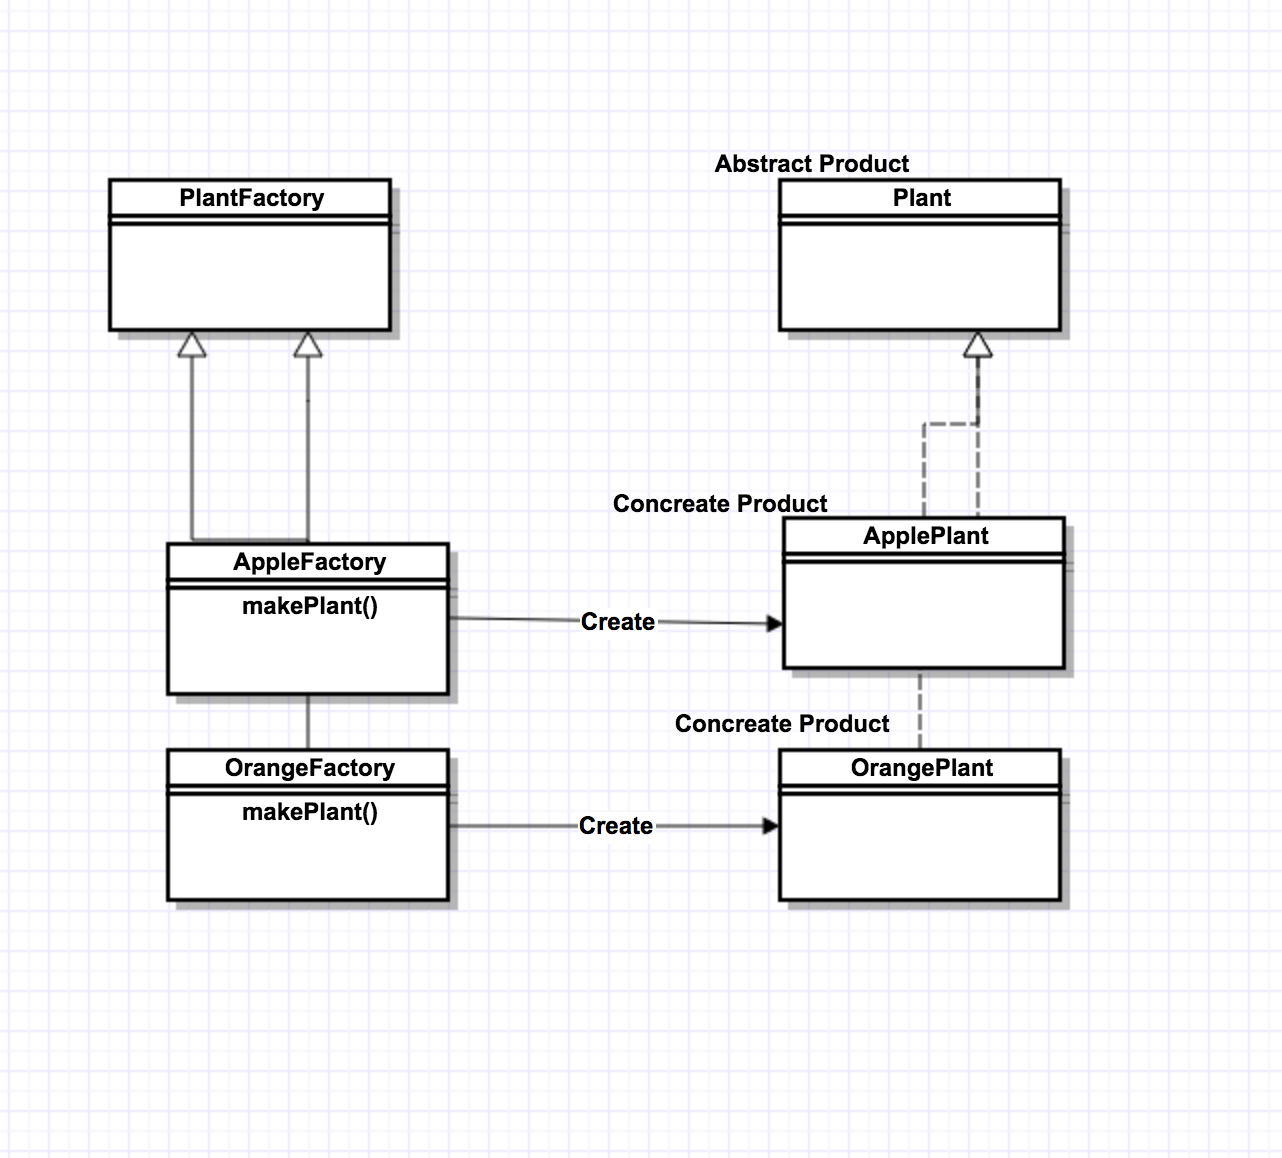 Abstract Product
PlantFactory
Plant
Concreate Product
ApplePlant
AppleFactory
makePlant()
Create
Concreate Product
OrangeFactory
OrangePlant
makePlant()
Create